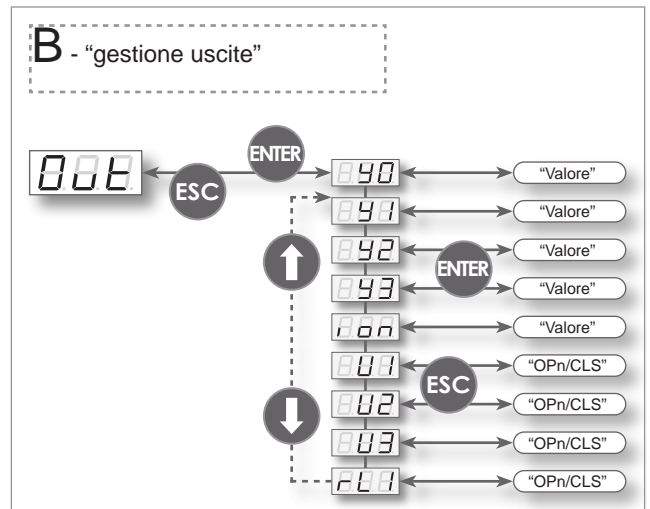 B - “gestione uscite”
Out
ESC
ENTER
Y0 “Valore”
Y1 “Valore”
Y2 “Valore”
ENTER
Y3 “Valore”
ion “Valore”
U1 “OPn/CLS”
ESC
U2 “OPn/CLS”
U3 “OPn/CLS”
rL1 “OPn/CLS”